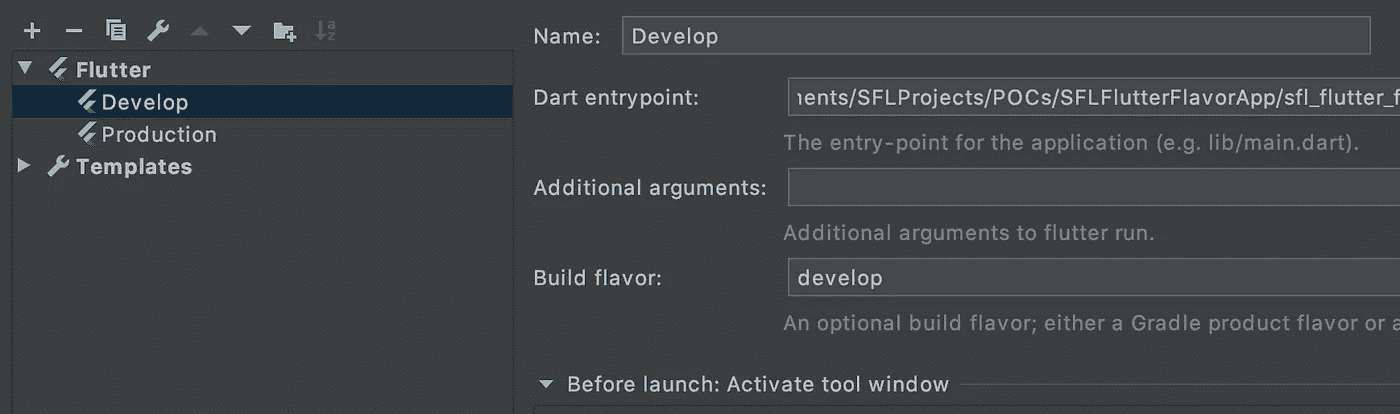 Name: Develop
Flutter
Develop
Production
Templates
Dart entrypoint: nents/SFLProjects/POCs/SFLFlutterFlavorApp/sfl_flutter_f
The entry-point for the application (e.g. lib/main.dart).
Additional arguments:
Additional arguments to flutter run.
Build flavor: develop
An optional build flavor; either a Gradle product flavor or a
Before launch: Activate tool window